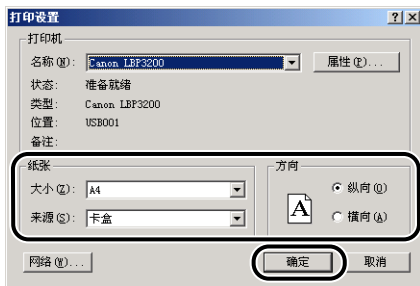 打印设置
打印机
名称(N): Canon LBP3200 属性(P)...
状态: 准备就绪
类型: Canon LBP3200
位置: USB001
备注:
纸张 方向
大小(Z): A4 纵向(O)
来源(S): 卡盒 A 横向(A)
网络(W)... 确定 取消